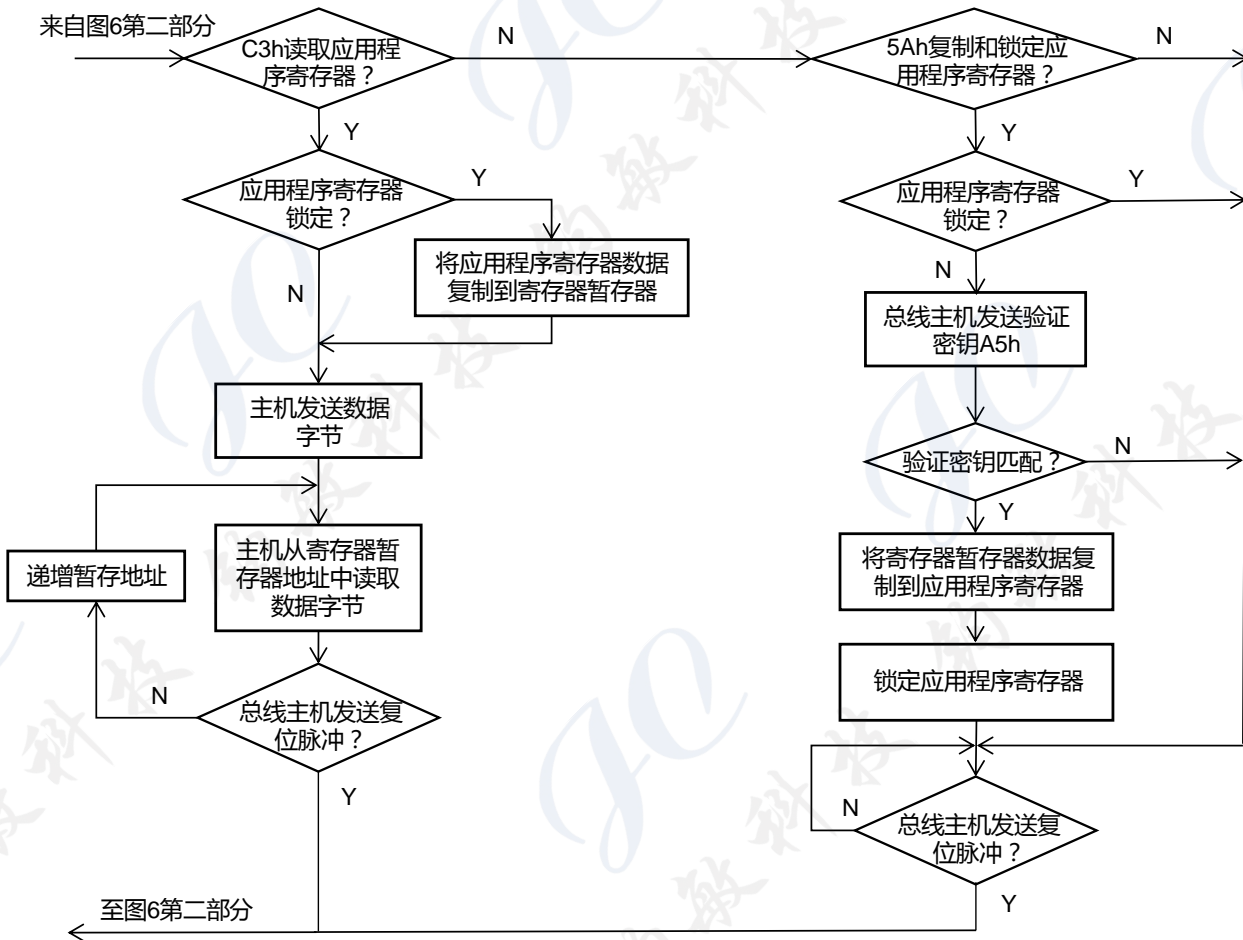 来自图6第二部分
C3h读取应用程
序寄存器？
N
5Ah复制和锁定应
用程序寄存器？
N
Y
Y
应用程序寄存器
锁定？
Y
应用程序寄存器
锁定？
Y
将应用程序寄存器数据
复制到寄存器暂存器
N
N
总线主机发送验证
密钥A5h
主机发送数据
字节
验证密钥匹配？
N
Y
递增暂存地址
主机从寄存器暂
存器地址中读取
数据字节
将寄存器暂存器数据复
制到应用程序寄存器
锁定应用程序寄存器
N
总线主机发送复
位脉冲？
Y
N
总线主机发送复
位脉冲？
Y
至图6第二部分